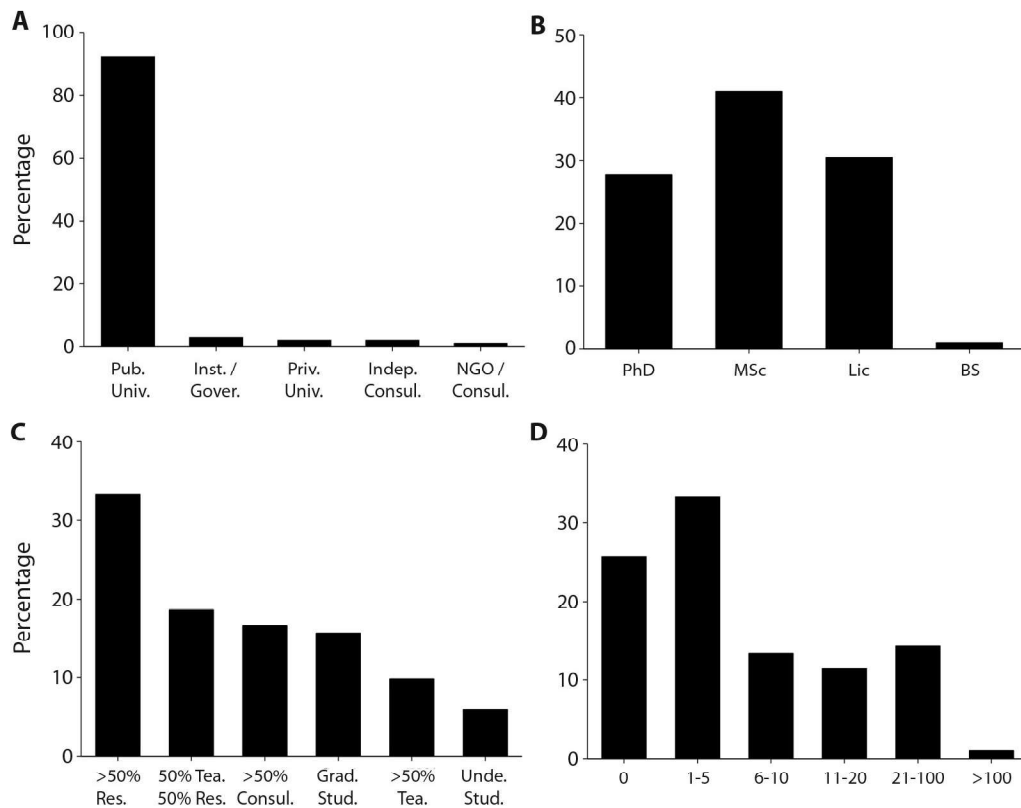 A
Percentage
100
80
60
40
20
0
Pub. Univ.
Inst. / Gover.
Priv. Univ.
Indep. Consul.
NGO / Consul.
B
50
40
30
20
10
0
PhD
MSc
Lic
BS
C
Percentage
40
30
20
10
0
>50% Res.
50% Tea. 50% Res.
>50% Consul.
Grad. Stud.
>50% Tea.
Unde. Stud.
D
40
30
20
10
0
0
1-5
6-10
11-20
21-100
>100